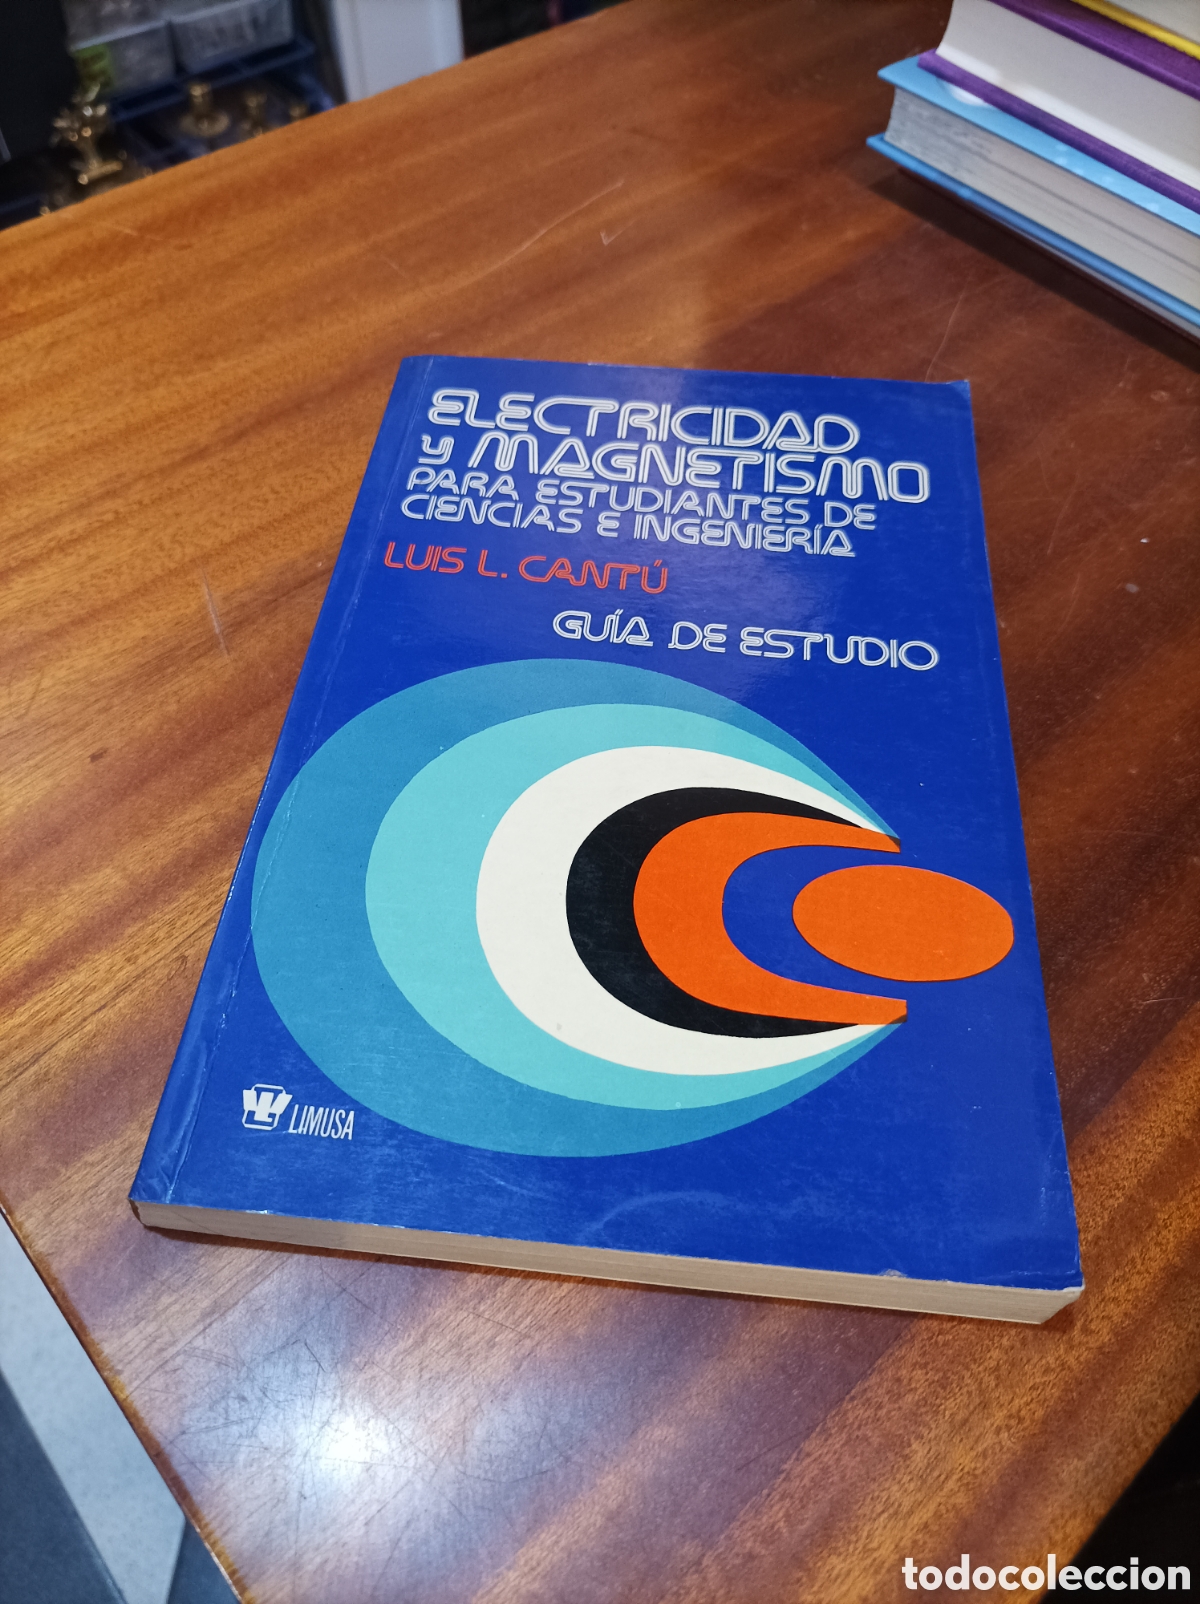 ELECTRICIDAD
Y MAGNETISMO
PARA ESTUDIANTES DE
CIENCIAS E INGENIERÍA
LUIS L. CANTÚ
GUÍA DE ESTUDIO
LIMUSA
todocoleccion